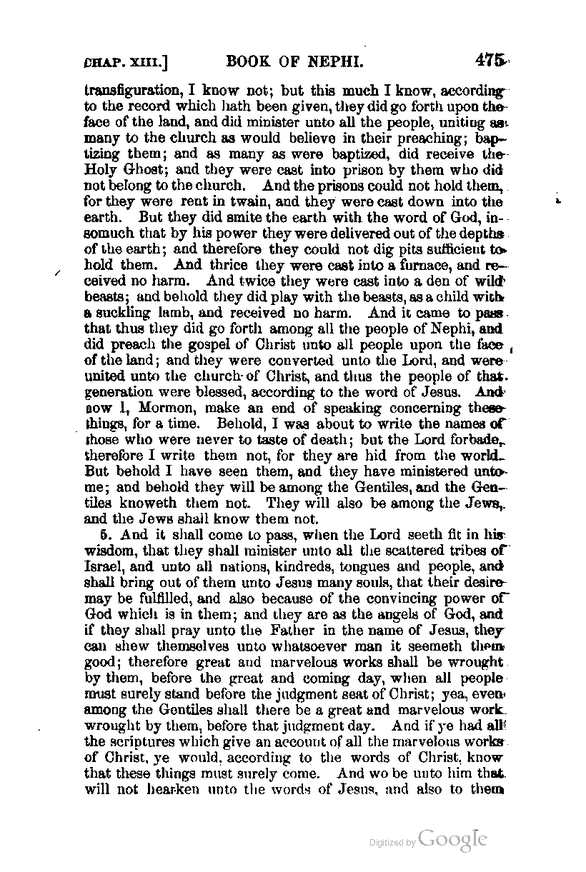 CHAP. XIII.] BOOK OF NEPHI. 475
transfiguration, I know not; but this much I know, according
to the record which hath been given, they did go forth upon the
face of the land, and did minister unto all the people, uniting as
many to the church as would believe in their preaching; bap-
tizing them; and as many as were baptized, did receive the
Holy Ghost; and they were cast into prison by them who did
not belong to the church. And the prisons could not hold them,
for they were rent in twain, and they were cast down into the
earth. But they did smite the earth with the word of God, in-
somuch that by his power they were delivered out of the depths
of the earth; and therefore they could not dig pits sufficient to
hold them. And thrice they were cast into a furnace, and re-
ceived no harm. And twice they were cast into a den of wild
beasts; and behold they did play with the beasts, as a child with
a suckling lamb, and received no harm. And it came to pass
that thus they did go forth among all the people of Nephi, and
did preach the gospel of Christ unto all people upon the face
of the land; and they were converted unto the Lord, and were
united unto the church of Christ, and thus the people of that
generation were blessed, according to the word of Jesus. And
now I, Mormon, make an end of speaking concerning these
things, for a time. Behold, I was about to write the names of
those who were never to taste of death; but the Lord forbade,
therefore I write them not, for they are hid from the world.
But behold I have seen them, and they have ministered unto
me; and behold they will be among the Gentiles, and the Gen-
tiles knoweth them not. They will also be among the Jews,
and the Jews shall know them not.
5. And it shall come to pass, when the Lord seeth fit in his
wisdom, that they shall minister unto all the scattered tribes of
Israel, and unto all nations, kindreds, tongues and people, and
shall bring out of them unto Jesus many souls, that their desire
may be fulfilled, and also because of the convincing power of
God which is in them; and they are as the angels of God, and
if they shall pray unto the Father in the name of Jesus, they
can shew themselves unto whatsoever man it seemeth them
good; therefore great and marvelous works shall be wrought
by them, before the great and coming day, when all people
must surely stand before the judgment seat of Christ; yea, even
among the Gentiles shall there be a great and marvelous work
wrought by them, before that judgment day. And if ye had all
the scriptures which give an account of all the marvelous works
of Christ, ye would, according to the words of Christ, know
that these things must surely come. And wo be unto him that
will not hearken unto the words of Jesus, and also to them
Digitized by Google